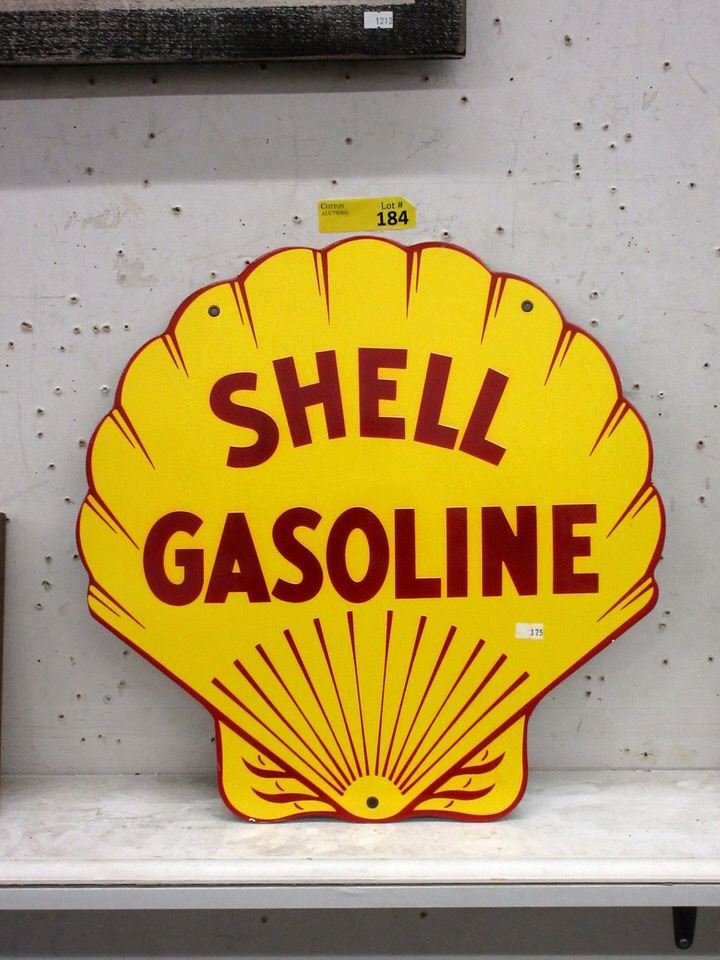 1212
COTTON
AUCTIONS
Lot #
184
SHELL
GASOLINE
175